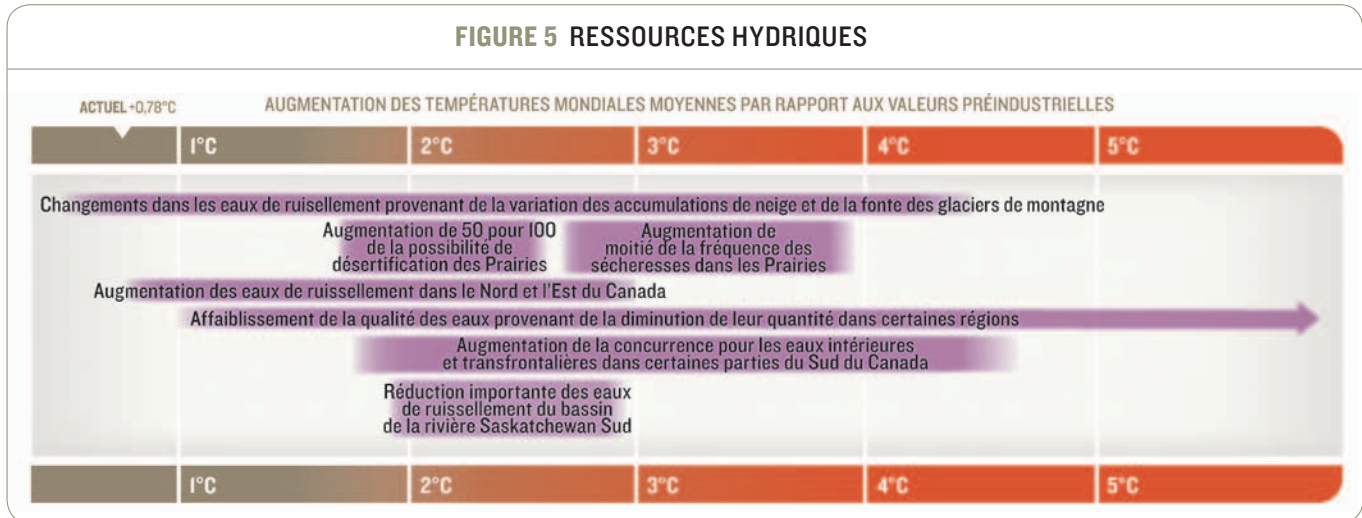 FIGURE 5 RESSOURCES HYDRIQUES
ACTUEL +0,78°C
AUGMENTATION DES TEMPÉRATURES MONDIALES MOYENNES PAR RAPPORT AUX VALEURS PRÉINDUSTRIELLES
1°C 2°C 3°C 4°C 5°C
Changements dans les eaux de ruisellement provenant de la variation des accumulations de neige et de la fonte des glaciers de montagne
Augmentation de 50 pour 100
de la possibilité de
désertification des Prairies
Augmentation de
moitié de la fréquence des
sécheresses dans les Prairies
Augmentation des eaux de ruissellement dans le Nord et l'Est du Canada
Affaiblissement de la qualité des eaux provenant de la diminution de leur quantité dans certaines régions
Augmentation de la concurrence pour les eaux intérieures
et transfrontalières dans certaines parties du Sud du Canada
Réduction importante des eaux
de ruissellement du bassin
de la rivière Saskatchewan Sud
1°C 2°C 3°C 4°C 5°C